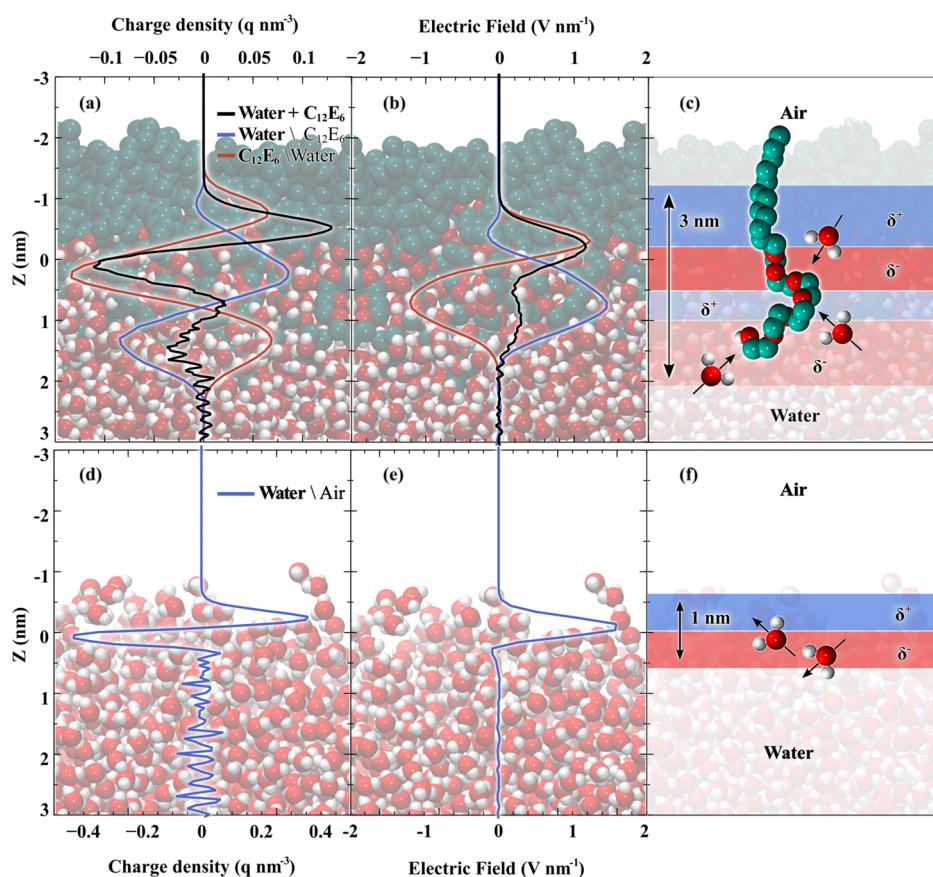 Charge density (q nm⁻³)
Electric Field (V nm⁻¹)
-0.1 -0.05 0 0.05 0.1 -2 -1 0 1 2
-3
-2
-1
0
1
2
3
Z (nm)
(a)
Water + C₁₂E₆
Water \ C₁₂E₆
C₁₂E₆ \Water
(b)
(c)
Air
3 nm
δ⁺
δ⁻
δ⁺
δ⁻
Water
-3
-2
-1
0
1
2
3
Z (nm)
(d)
Water \ Air
(e)
(f)
Air
1 nm
δ⁺
δ⁻
Water
-0.4 -0.2 0 0.2 0.4 -2 -1 0 1 2
Charge density (q nm⁻³)
Electric Field (V nm⁻¹)